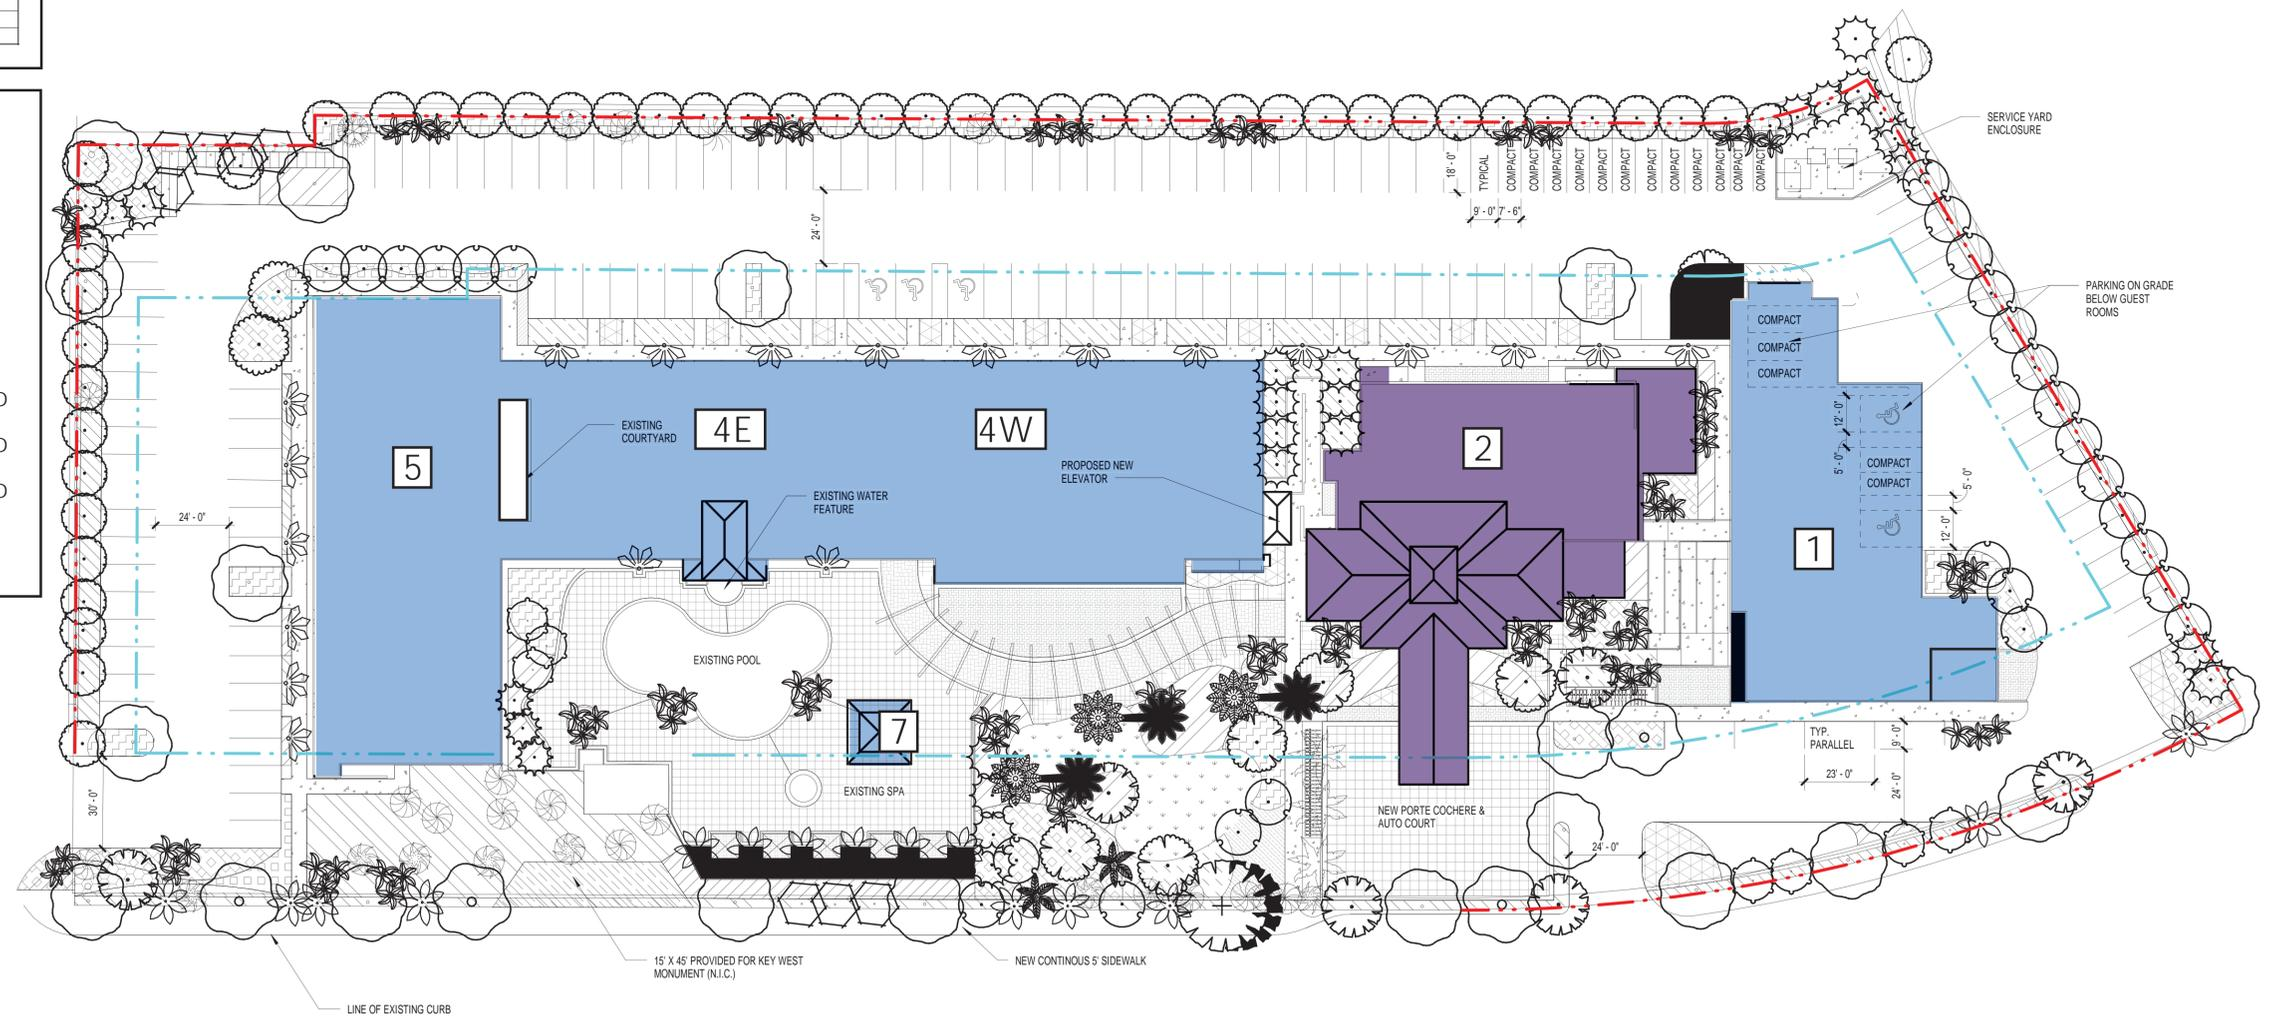 SERVICE YARD
ENCLOSURE
18' - 0"
TYPICAL
COMPACT
COMPACT
COMPACT
COMPACT
COMPACT
COMPACT
COMPACT
COMPACT
COMPACT
COMPACT
COMPACT
COMPACT
9' - 0"
7' - 6"
24' - 0"
PARKING ON GRADE
BELOW GUEST
ROOMS
COMPACT
COMPACT
COMPACT
12' - 0"
5' - 0"
COMPACT
COMPACT
5' - 0"
12' - 0"
D
D
D
EXISTING
COURTYARD
4E
4W
2
5
PROPOSED NEW
ELEVATOR
EXISTING WATER
FEATURE
24' - 0"
1
EXISTING POOL
7
TYP.
PARALLEL
9' - 0"
23' - 0"
24' - 0"
EXISTING SPA
30' - 0"
NEW PORTE COCHERE &
AUTO COURT
24' - 0"
15' X 45' PROVIDED FOR KEY WEST
MONUMENT (N.I.C.)
NEW CONTINOUS 5' SIDEWALK
LINE OF EXISTING CURB